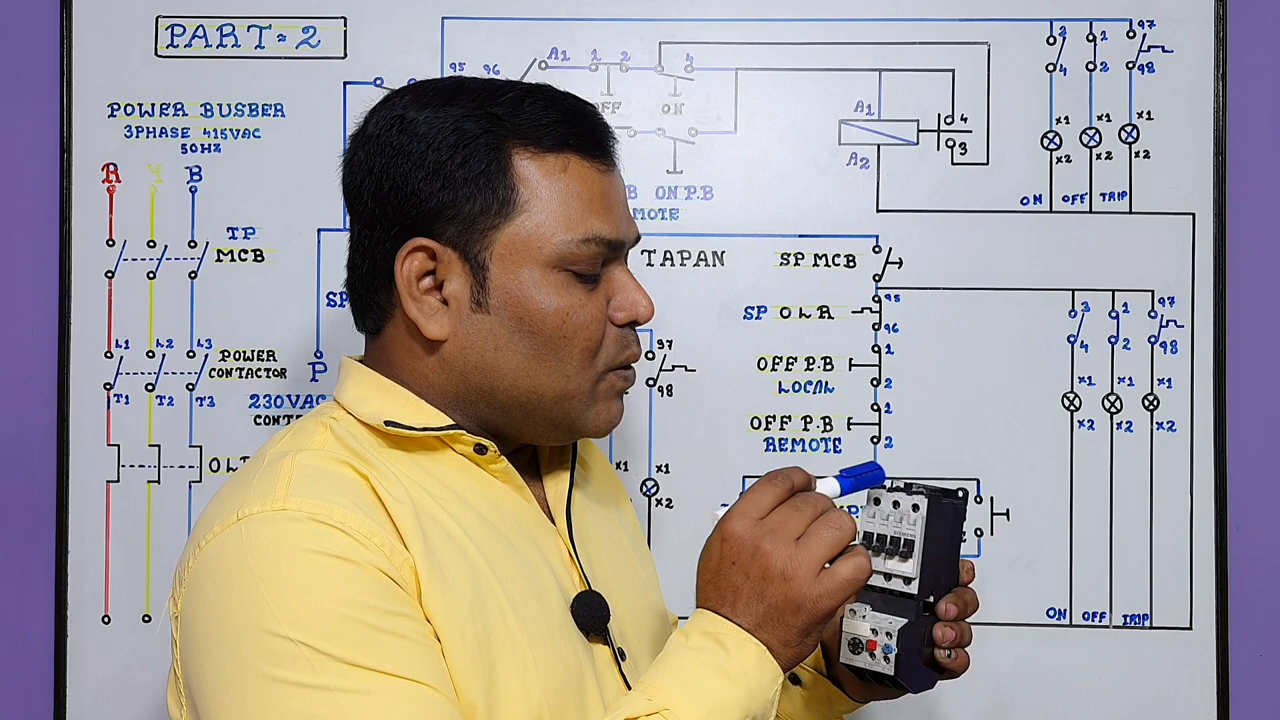 PART-2
POWER BUSBER
3PHASE 415VAC
50HZ
R Y B
TP
MCB
L1 L2 L3
POWER
CONTACTOR
T1 T2 T3
P
230VAC
95 96 A1 1 2 4
OFF ON
ON P.B
A1
A2
4
3
2 1 97
4 2 98
x1 x1 x1
x2 x2 x2
ON OFF TRIP
TAPAN
SP MCB
SP OLR
95
96
OFF P.B
LOCAL
1
2
OFF P.B
REMOTE
2
2
97
98
x1 x1
x2
3 1 97
4 2 98
x1 x1 x1
x2 x2 x2
ON OFF TRIP
SIEMENS